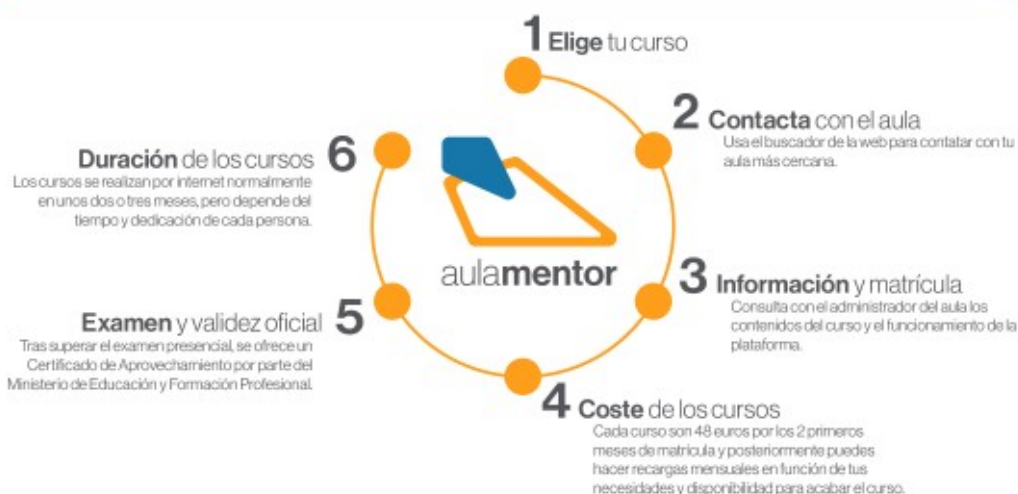 1 Elige tu curso
2 Contacta con el aula
Usa el buscador de la web para contatar con tu
aula más cercana.
3 Información y matrícula
Consulta con el administrador del aula los
contenidos del curso y el funcionamiento de la
plataforma.
4 Coste de los cursos
Cada curso son 48 euros por los 2 primeros
meses de matrícula y posteriormente puedes
hacer recargas mensuales en función de tus
necesidades y disponibilidad para acabar el curso.
Examen y validez oficial 5
Tras superar el examen presencial, se ofrece un
Certificado de Aprovechamiento por parte del
Ministerio de Educación y Formación Profesional.
Duración de los cursos 6
Los cursos se realizan por internet normalmente
en unos dos o tres meses, pero depende del
tiempo y dedicación de cada persona.
aulamentor